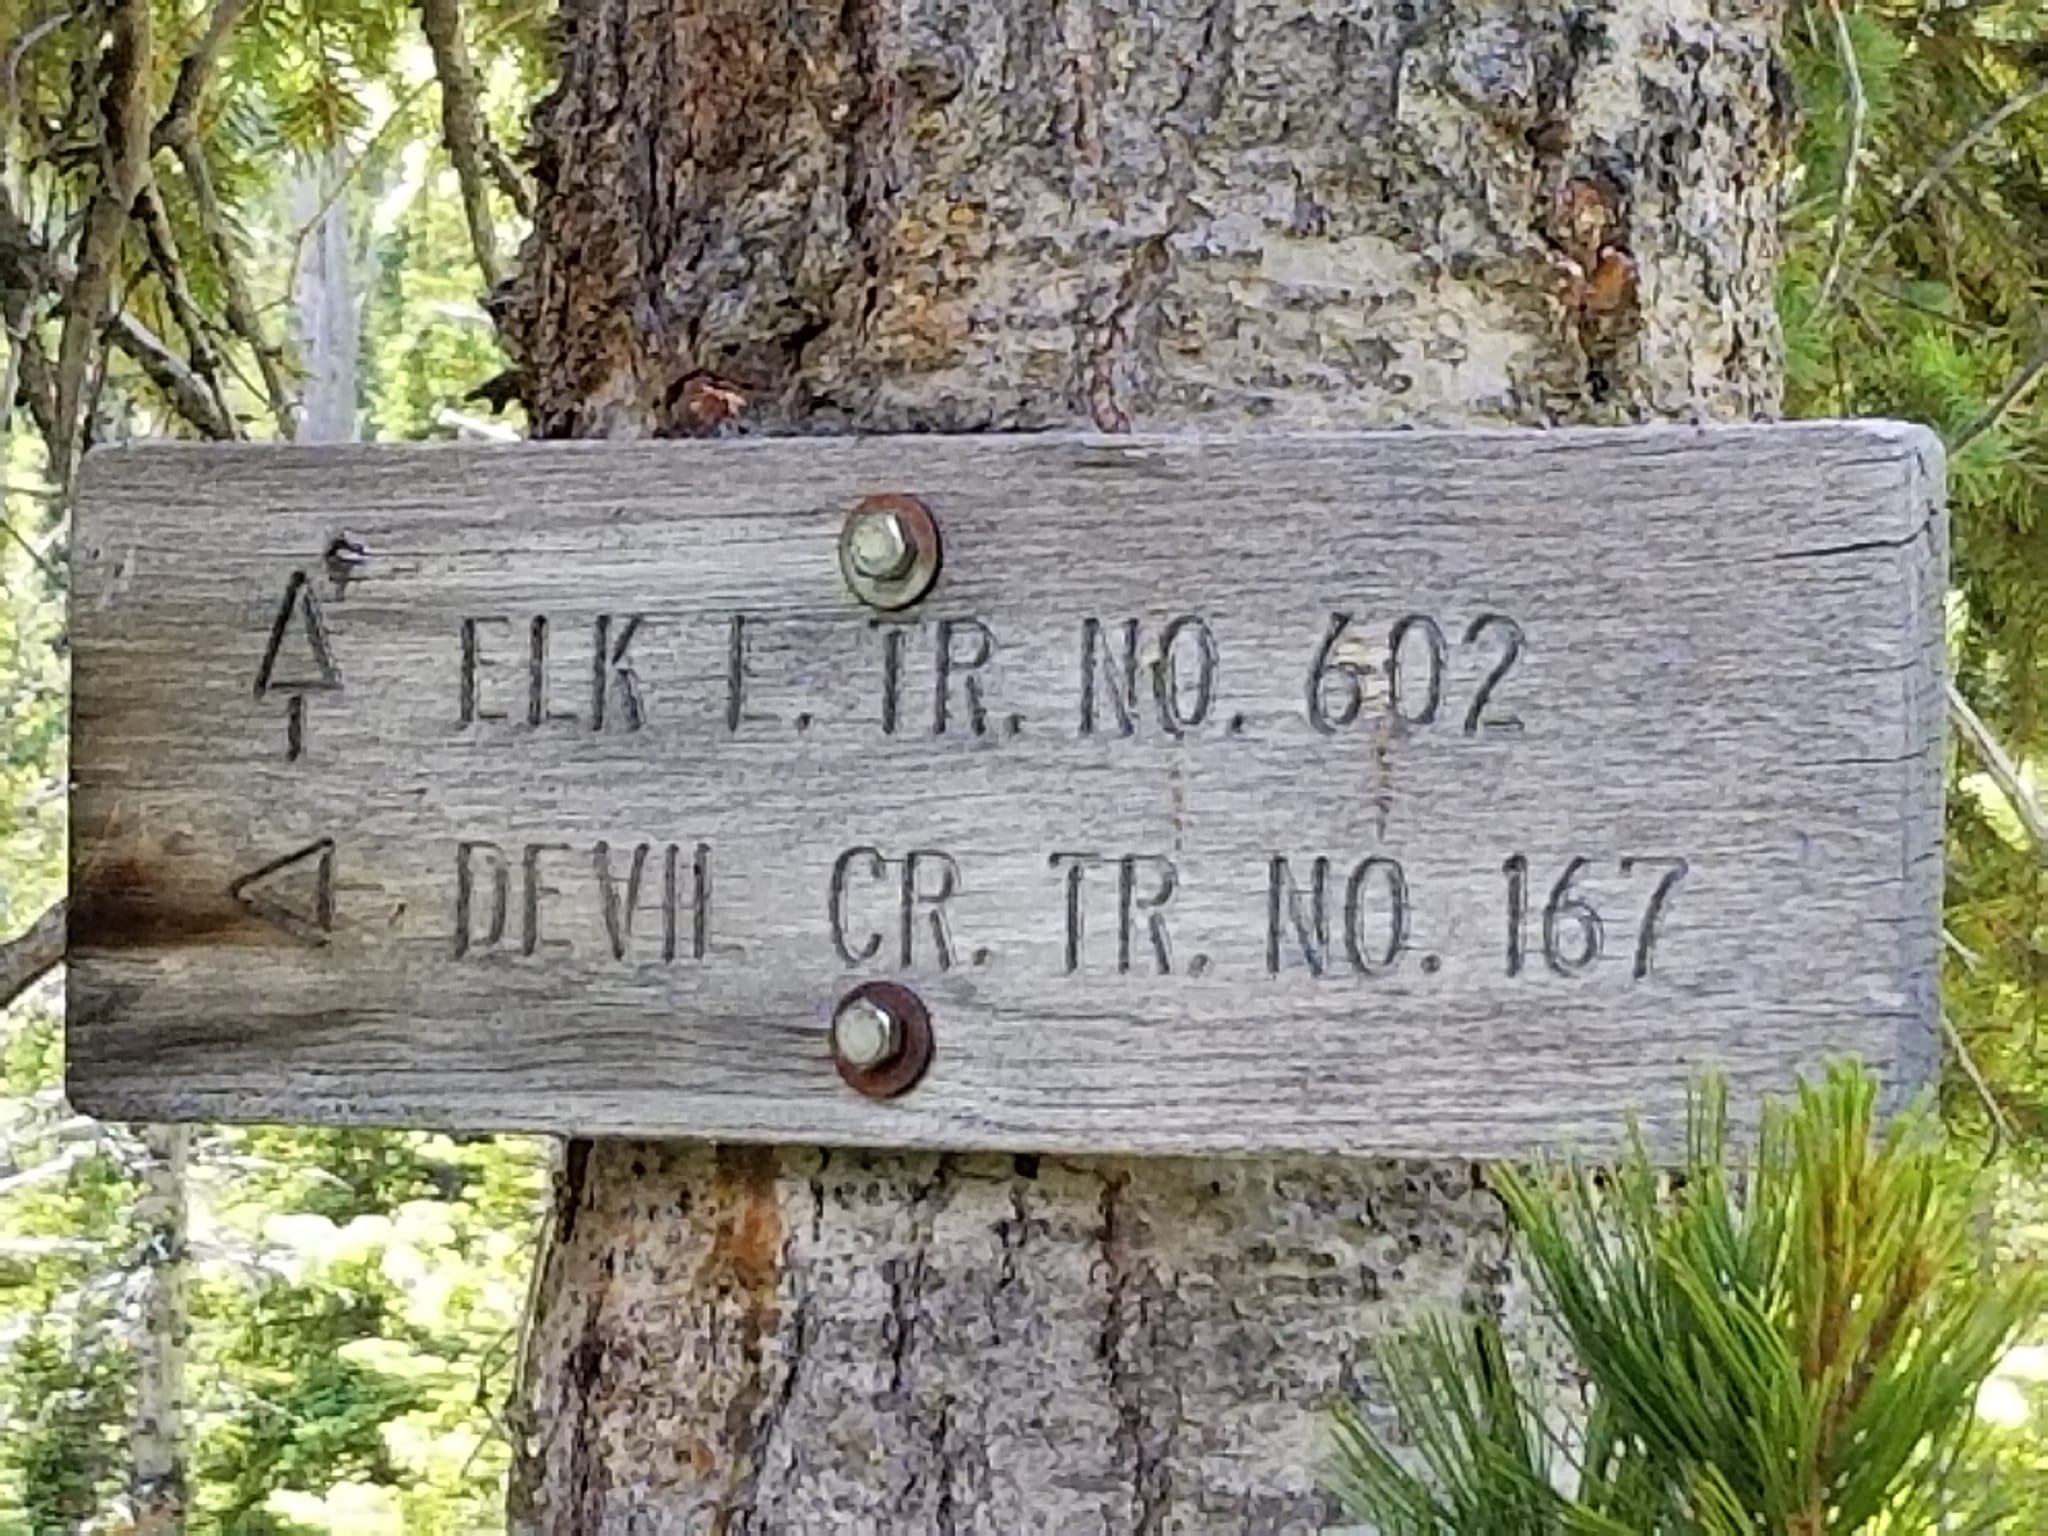 ELK L. TR. NO. 602
DEVIL CR. TR. NO. 167